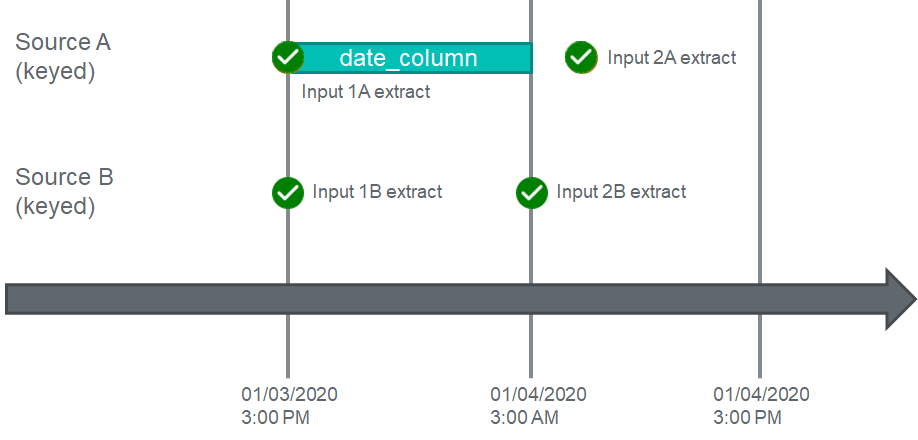 Source A
(keyed)
date_column
Input 2A extract
Input 1A extract
Source B
(keyed)
Input 1B extract
Input 2B extract
01/03/2020
3:00 PM
01/04/2020
3:00 AM
01/04/2020
3:00 PM